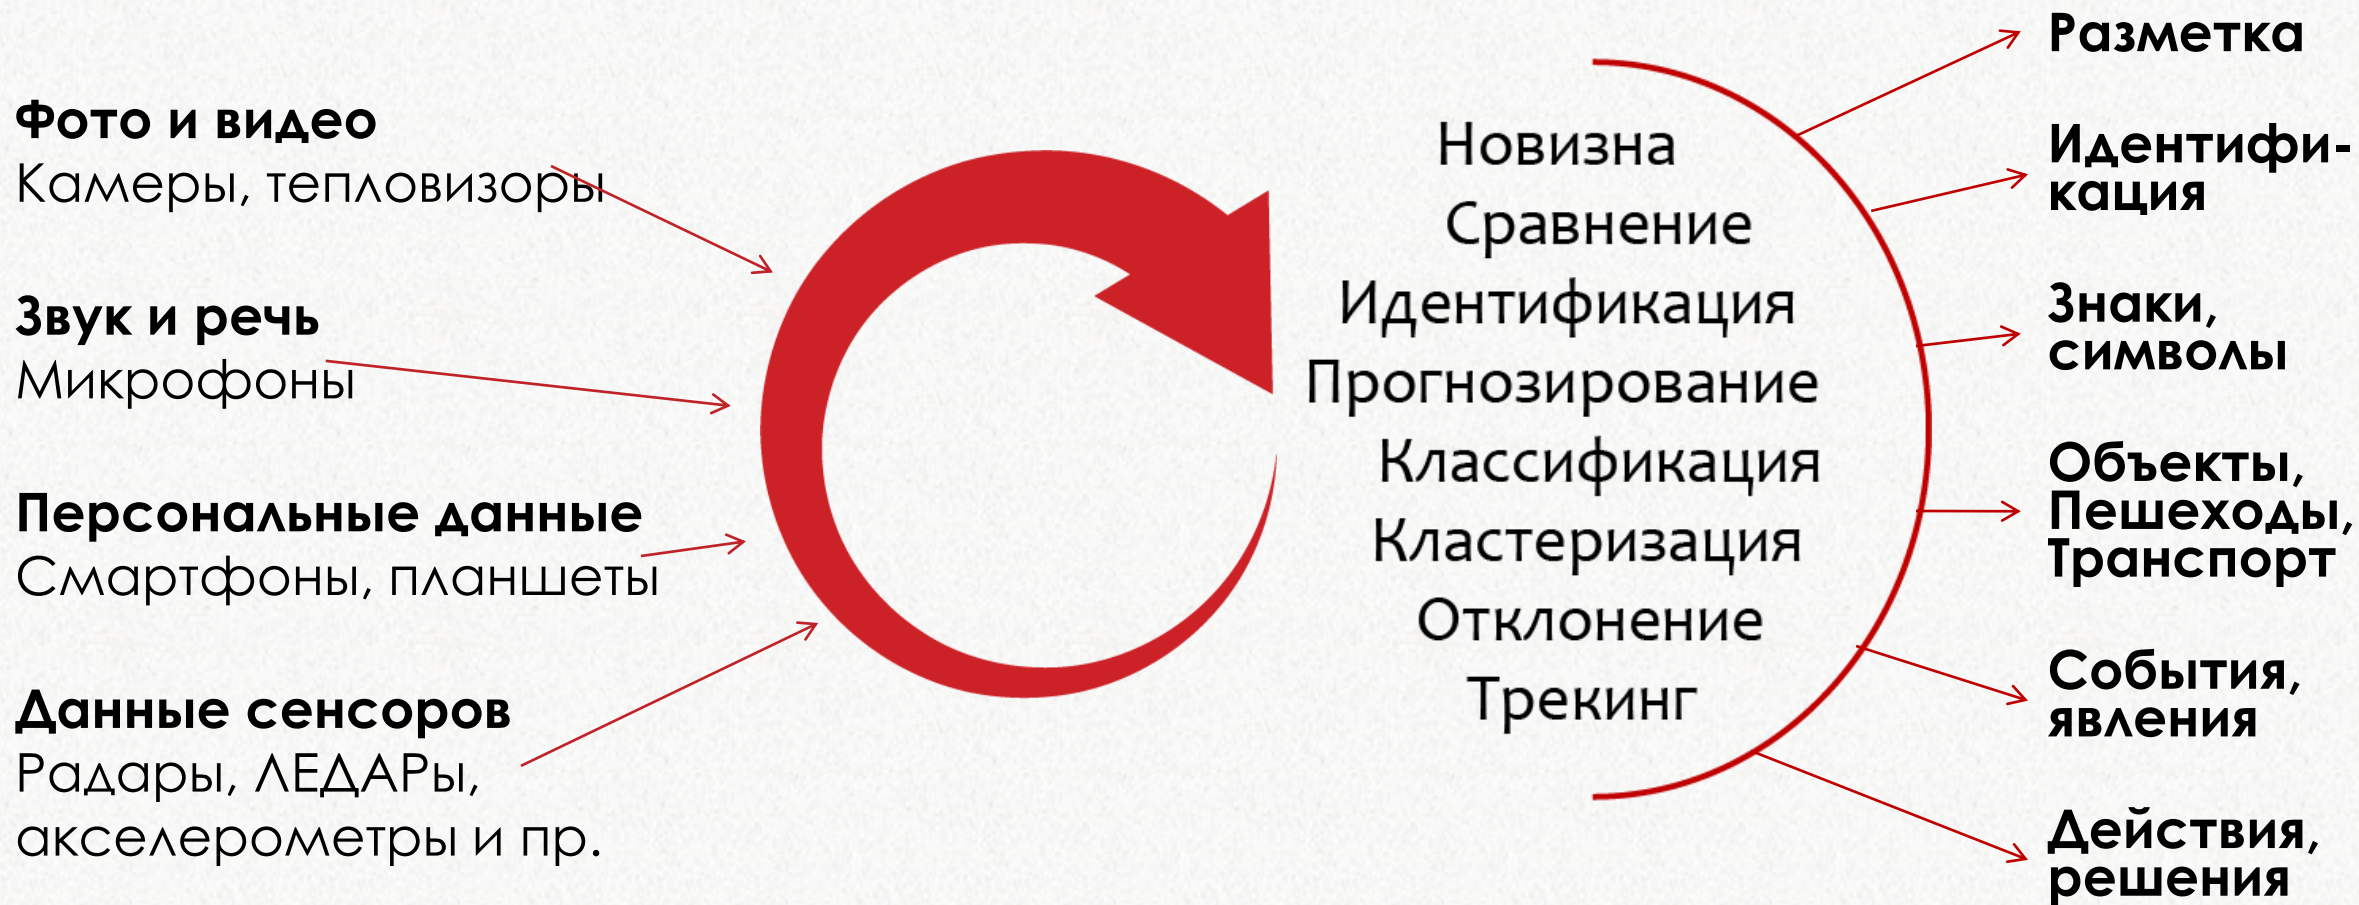 Фото и видео
Камеры, тепловизоры
Звук и речь
Микрофоны
Персональные данные
Смартфоны, планшеты
Данные сенсоров
Радары, ЛЕДАРы,
акселерометры и пр.
Новизна
Сравнение
Идентификация
Прогнозирование
Классификация
Кластеризация
Отклонение
Трекинг
Разметка
Идентифи-
кация
Знаки,
символы
Объекты,
Пешеходы,
Транспорт
События,
явления
Действия,
решения